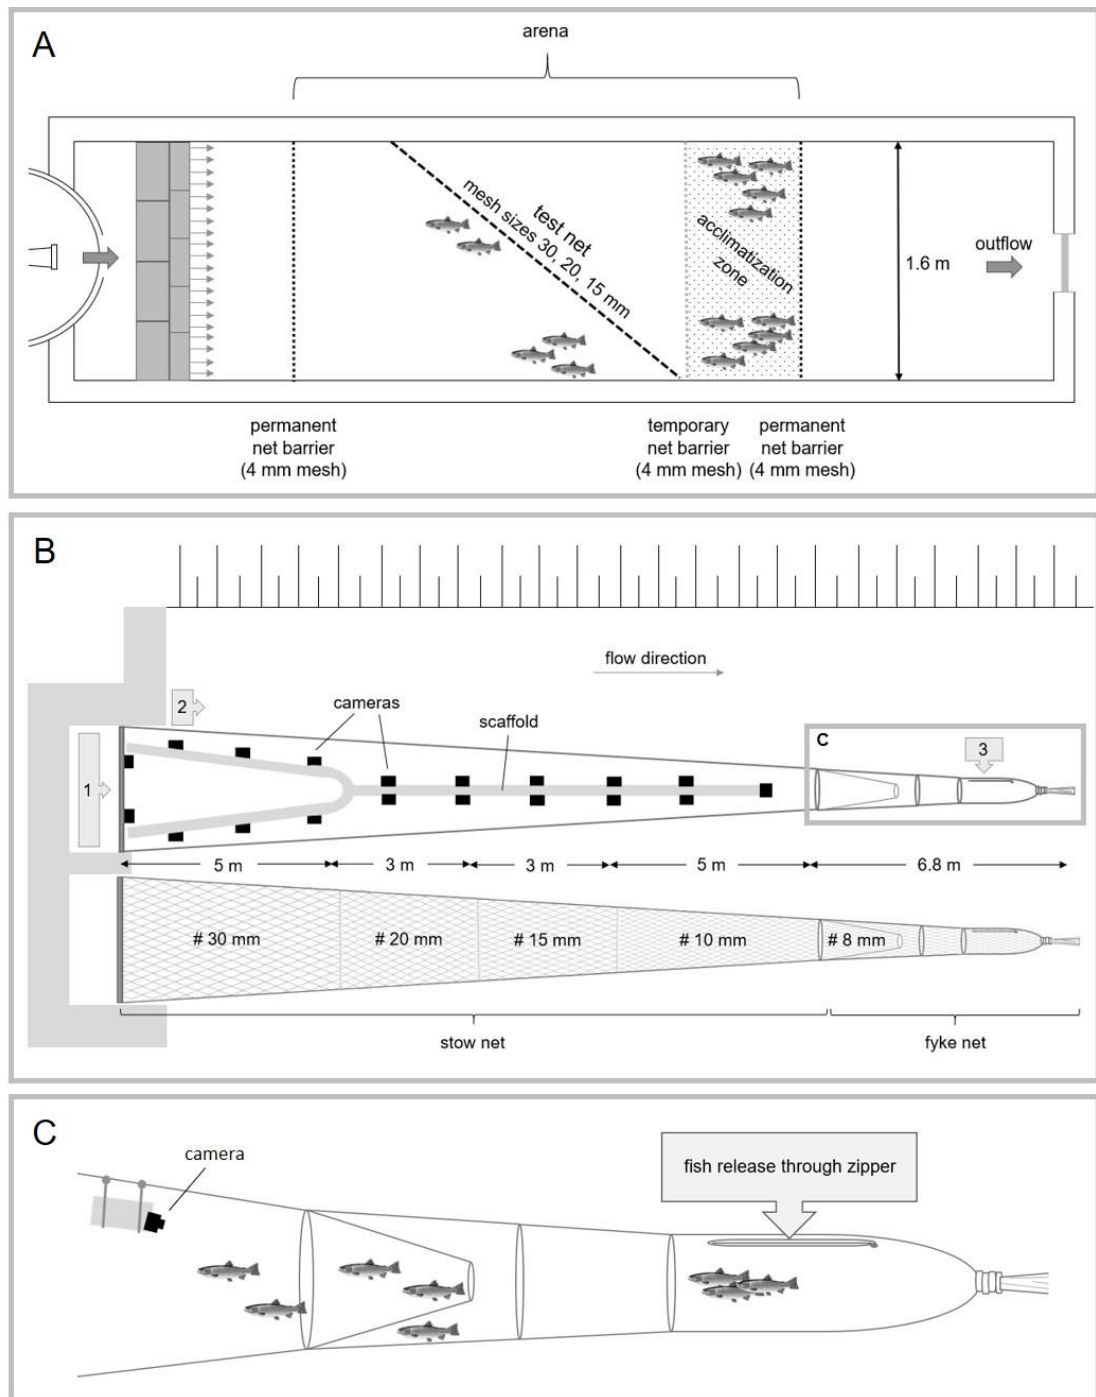 A
arena
test net
mesh sizes 30, 20, 15 mm
acclimatization
zone
1.6 m
outflow
permanent
net barrier
(4 mm mesh)
temporary
net barrier
(4 mm mesh)
permanent
net barrier
(4 mm mesh)
B
flow direction
2
cameras
scaffold
C
3
1
5 m
3 m
3 m
5 m
6.8 m
# 30 mm
# 20 mm
# 15 mm
# 10 mm
# 8 mm
stow net
fyke net
C
camera
fish release through zipper